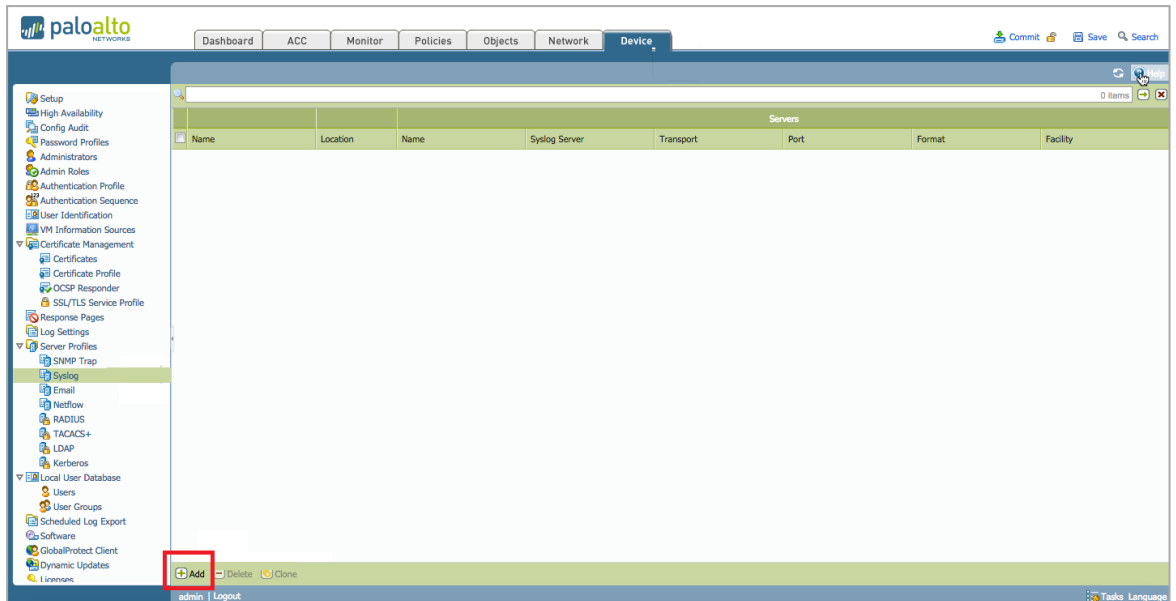 paloalto
NETWORKS
Dashboard ACC Monitor Policies Objects Network Device
Commit Save Search
Help
0 items
Setup
High Availability
Config Audit
Password Profiles
Administrators
Admin Roles
Authentication Profile
Authentication Sequence
User Identification
VM Information Sources
Certificate Management
Certificates
Certificate Profile
OCSP Responder
SSL/TLS Service Profile
Response Pages
Log Settings
Server Profiles
SNMP Trap
Syslog
Email
Netflow
RADIUS
TACACS+
LDAP
Kerberos
Local User Database
Users
User Groups
Scheduled Log Export
Software
GlobalProtect Client
Dynamic Updates
Licenses
Servers
Name Location Name Syslog Server Transport Port Format Facility
Add Delete Clone
admin | Logout
Tasks Language